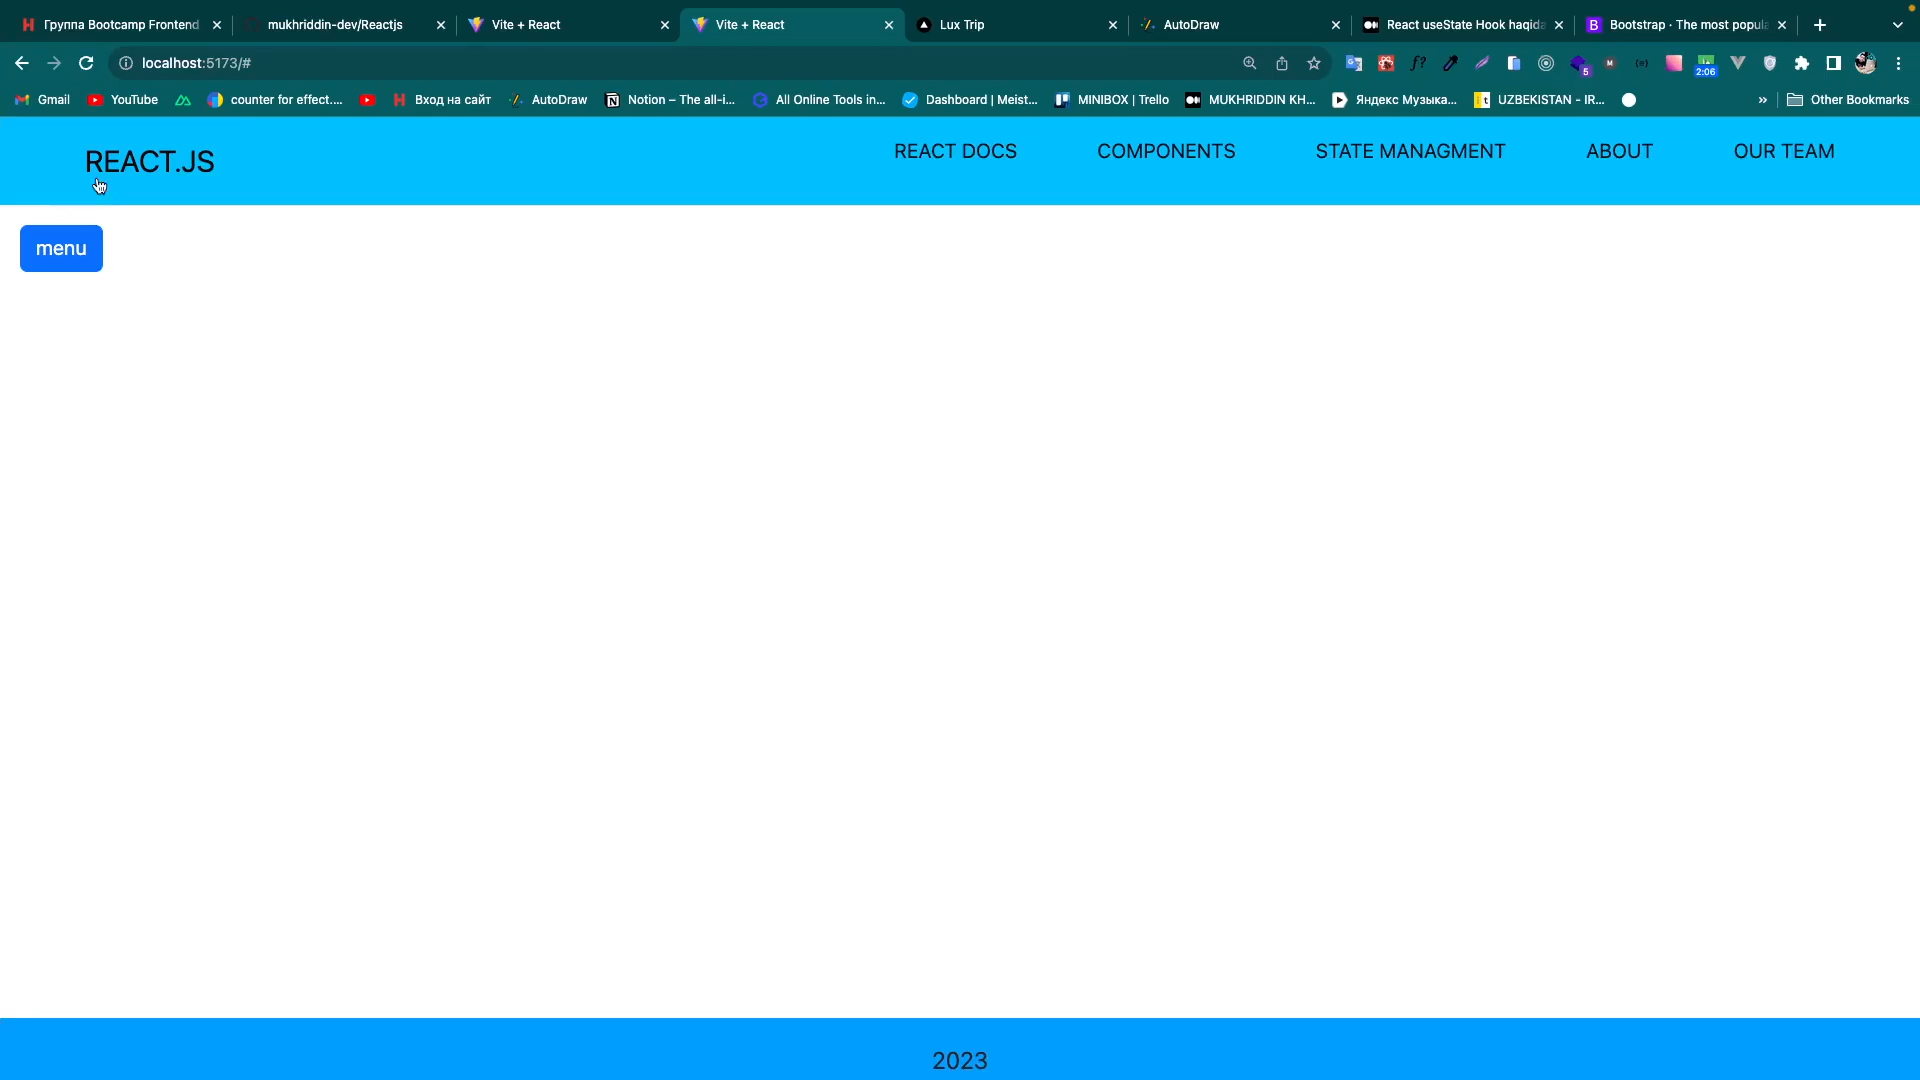 Группа Bootcamp Frontend
mukhriddin-dev/Reactjs
Vite + React
Vite + React
Lux Trip
AutoDraw
React useState Hook haqida
Bootstrap · The most popula
localhost:5173/#
5
2:06
Gmail
YouTube
counter for effect....
Вход на сайт
AutoDraw
Notion – The all-i...
All Online Tools in...
Dashboard | Meist...
MINIBOX | Trello
MUKHRIDDIN KH...
Яндекс Музыка...
UZBEKISTAN - IR...
»
Other Bookmarks
REACT.JS
REACT DOCS
COMPONENTS
STATE MANAGMENT
ABOUT
OUR TEAM
menu
2023